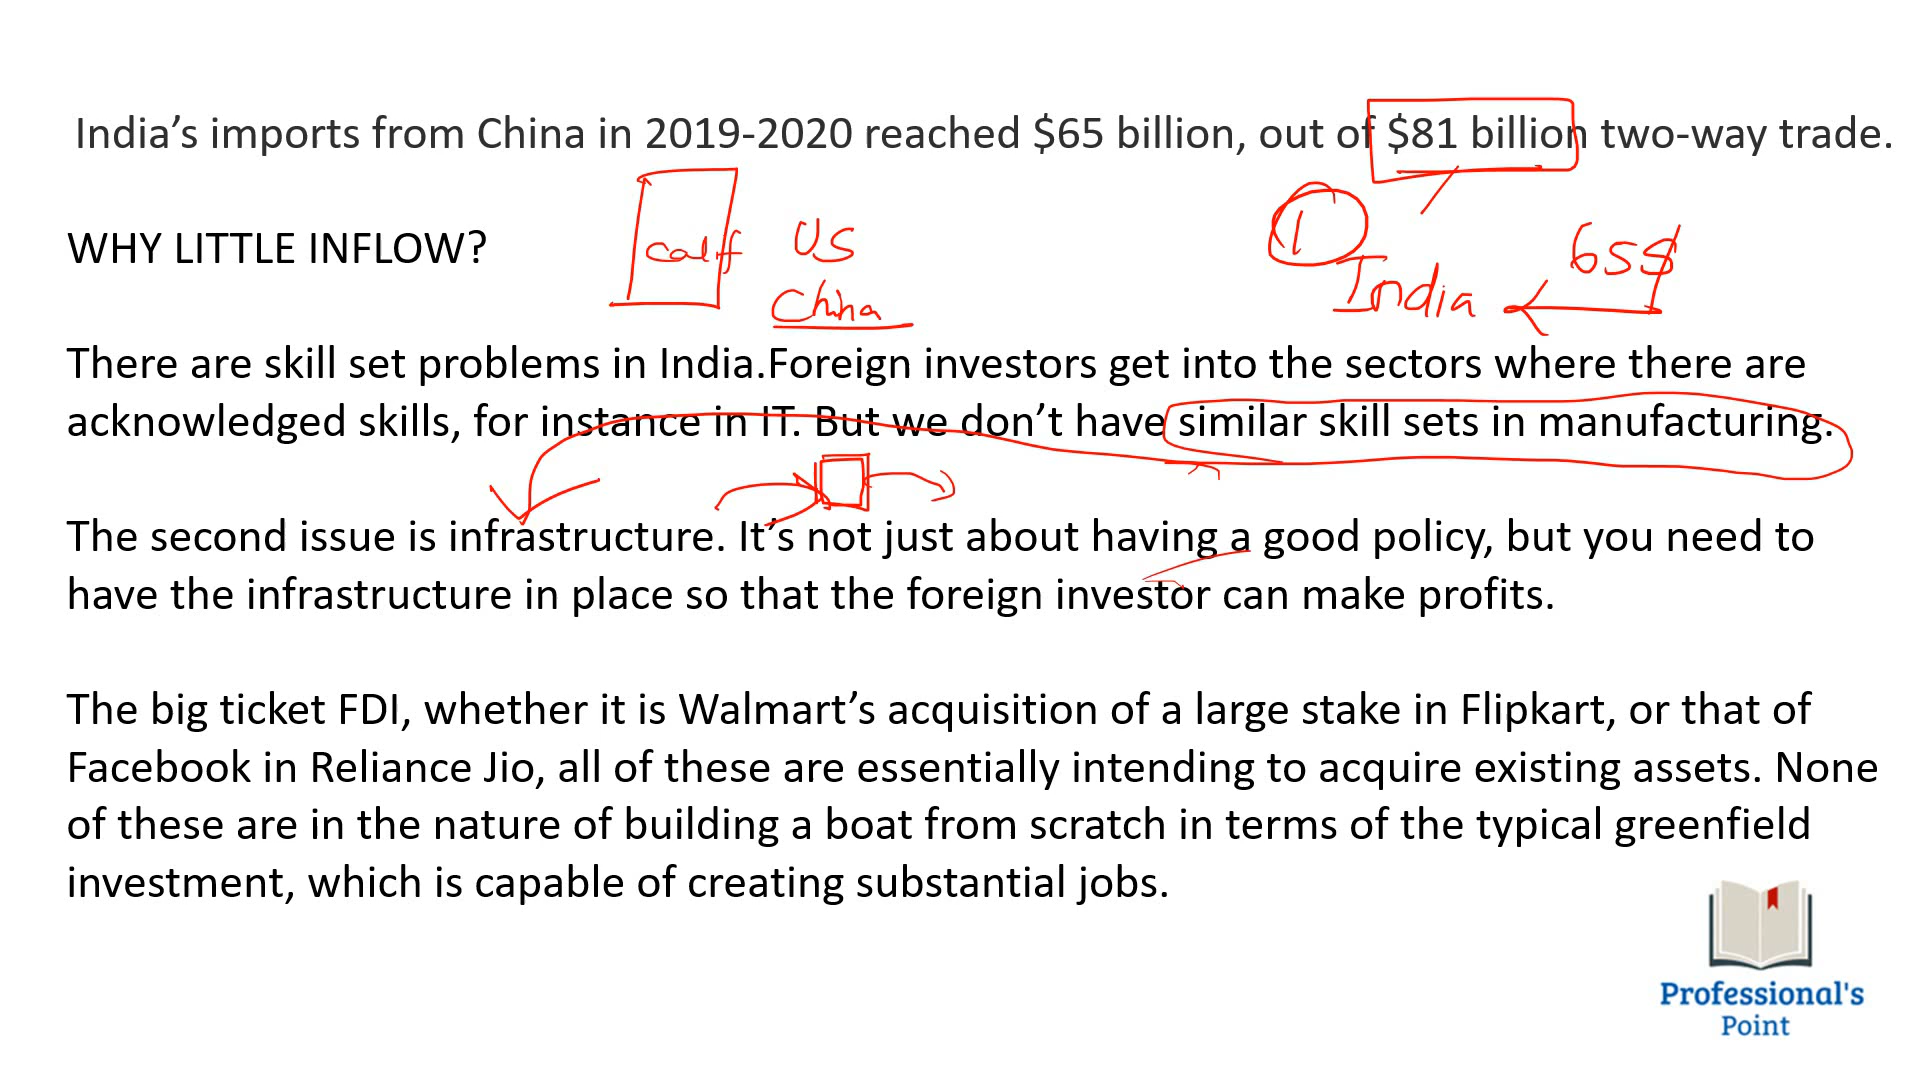 India's imports from China in 2019-2020 reached $65 billion, out of $81 billion two-way trade.
WHY LITTLE INFLOW?
Calif
US
China
1
India
65$
There are skill set problems in India.Foreign investors get into the sectors where there are
acknowledged skills, for instance in IT. But we don't have similar skill sets in manufacturing.
The second issue is infrastructure. It's not just about having a good policy, but you need to
have the infrastructure in place so that the foreign investor can make profits.
The big ticket FDI, whether it is Walmart's acquisition of a large stake in Flipkart, or that of
Facebook in Reliance Jio, all of these are essentially intending to acquire existing assets. None
of these are in the nature of building a boat from scratch in terms of the typical greenfield
investment, which is capable of creating substantial jobs.
Professional's
Point